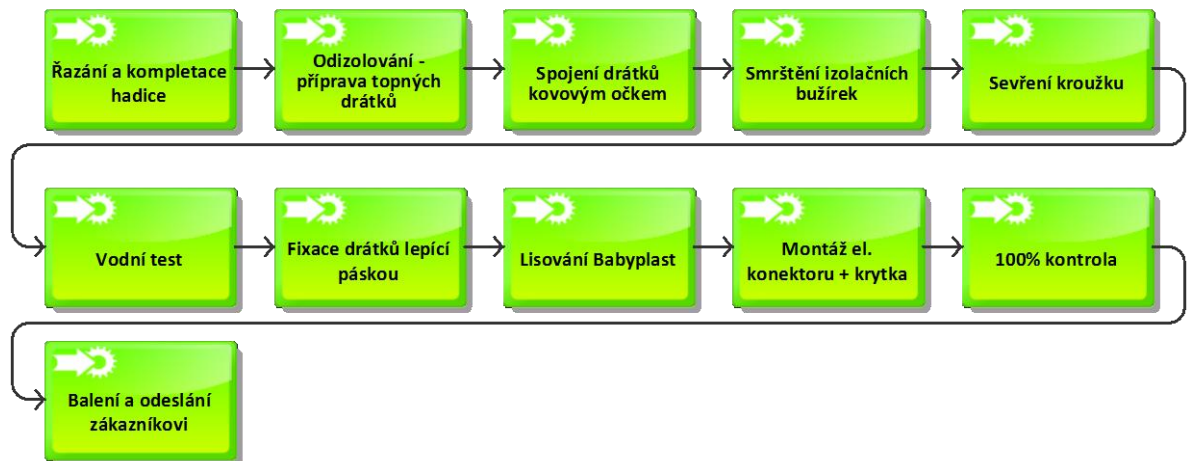 Řazání a kompletace
hadice
Odizolování -
příprava topných
drátků
Spojení drátků
kovovým očkem
Smrštění izolačních
bužírek
Sevření kroužku
Vodní test
Fixace drátků lepící
páskou
Lisování Babyplast
Montáž el.
konektoru + krytka
100% kontrola
Balení a odeslání
zákazníkovi